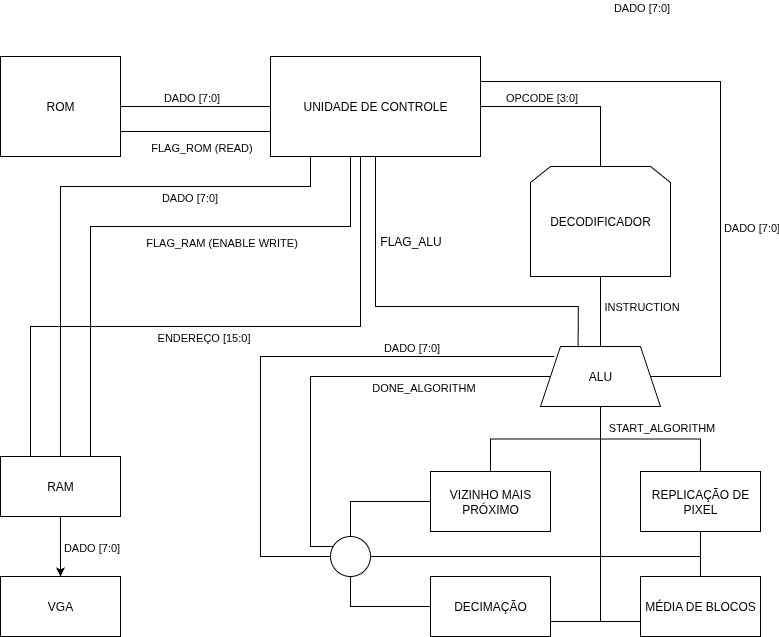 DADO [7:0]
ROM
DADO [7:0]
FLAG_ROM (READ)
UNIDADE DE CONTROLE
OPCODE [3:0]
DADO [7:0]
FLAG_RAM (ENABLE WRITE)
FLAG_ALU
DECODIFICADOR
DADO [7:0]
INSTRUCTION
ENDEREÇO [15:0]
DADO [7:0]
DONE_ALGORITHM
ALU
START_ALGORITHM
RAM
VIZINHO MAIS
PRÓXIMO
REPLICAÇÃO DE
PIXEL
DADO [7:0]
VGA
DECIMAÇÃO
MÉDIA DE BLOCOS